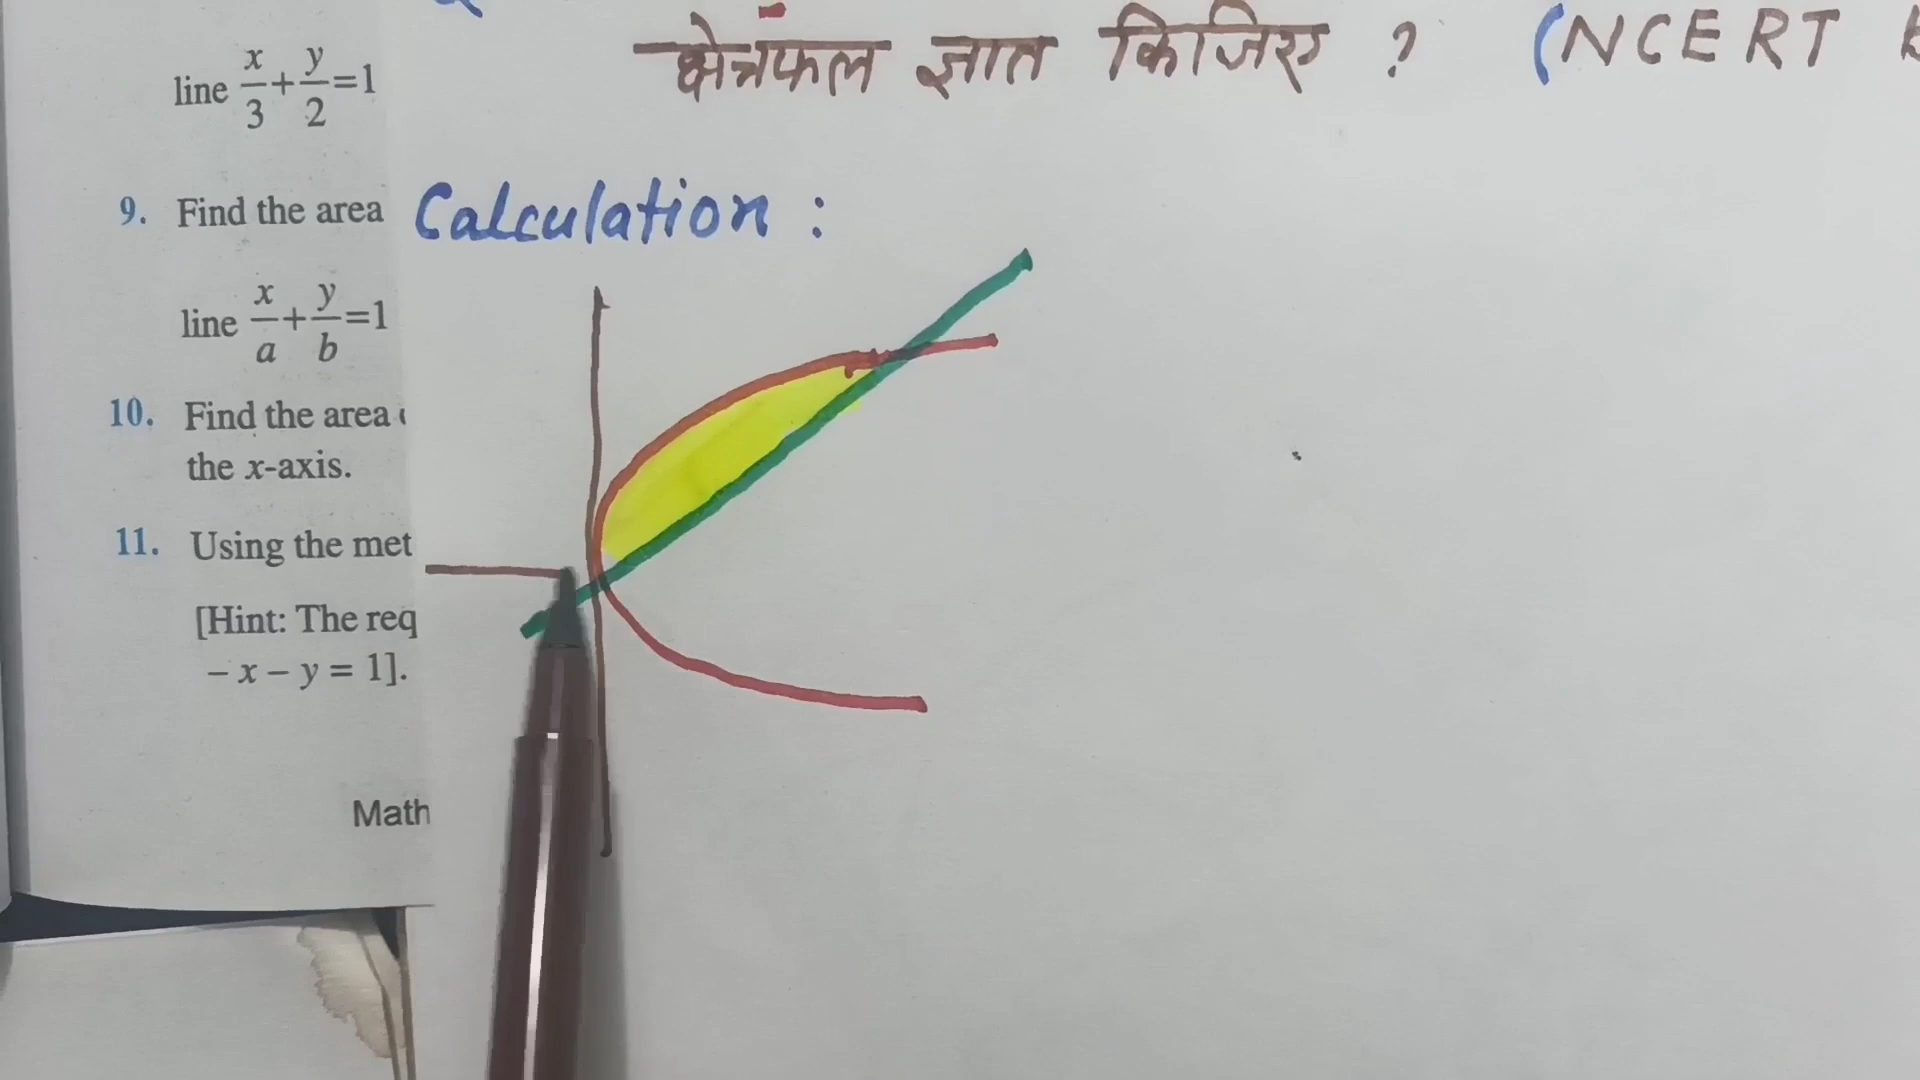 क्षेत्रफल ज्ञात किजिए ? (NCERT
Calculation :
line x/3 + y/2 = 1
9. Find the area
line x/a + y/b = 1
10. Find the area
the x-axis.
11. Using the met
[Hint: The req
– x – y = 1].
Math